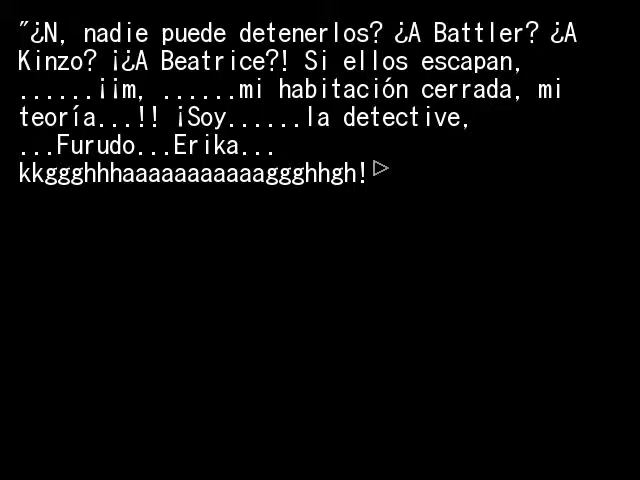 "¿N, nadie puede detenerlos? ¿A Battler? ¿A
Kinzo? ¡¿A Beatrice?! Si ellos escapan,
......¡¡m, ......mi habitación cerrada, mi
teoría...!! ¡Soy......la detective,
...Furudo...Erika...
kkggghhhaaaaaaaaaaaggghhgh!